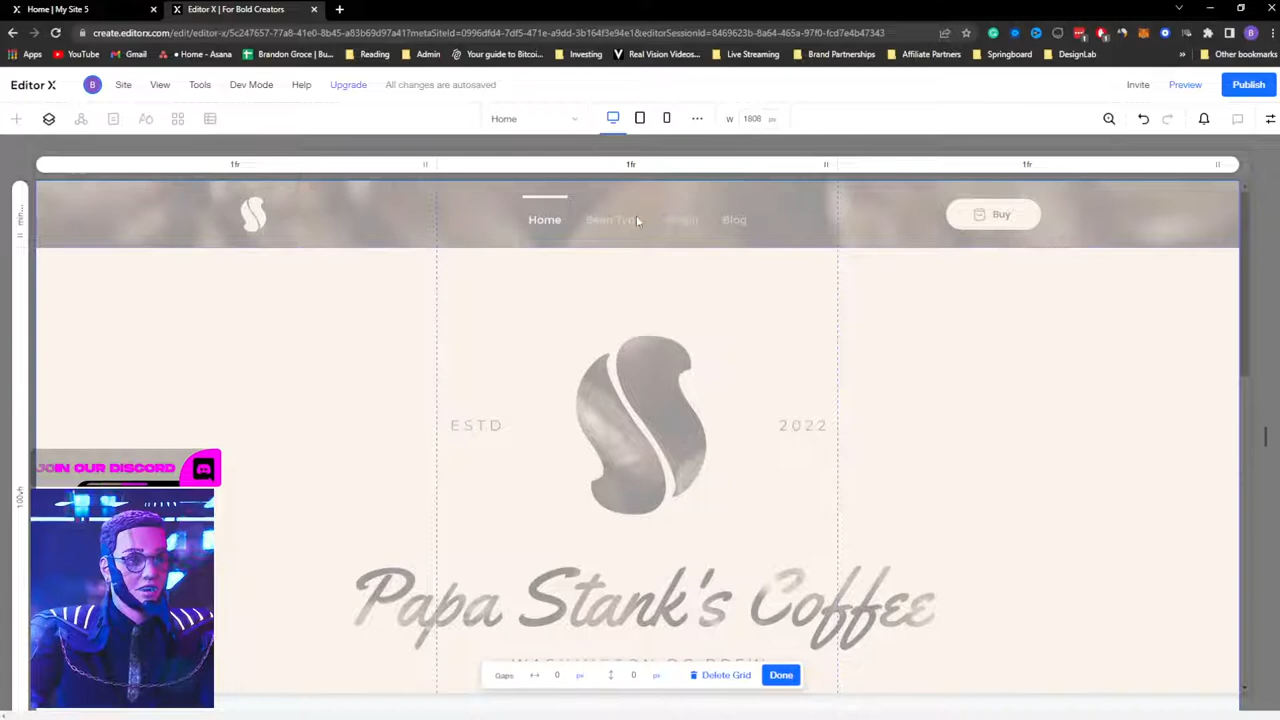 Home | My Site 5
Editor X | For Bold Creators
create.editorx.com/edit/editor-x/5c247657-77a8-41e0-8b45-a83b69d97a41?metaSiteId=0996dfd4-7df5-471e-a9dd-3b164f3e94e1&editorSessionId=8469623b-8a64-465a-97f0-fcd7e4b47343
Apps YouTube Gmail Home - Asana Brandon Groce | Bu... Reading Admin Your guide to Bitcoi... Investing Real Vision Videos... Live Streaming Brand Partnerships Affiliate Partners Springboard DesignLab » Other bookmarks
Editor X B Site View Tools Dev Mode Help Upgrade All changes are autosaved Invite Preview Publish
Home W 1808 px
1fr 1fr 1fr
min...
Home Blog Buy
100vh
ESTD 2022
JOIN OUR DISCORD
Papa Stank's Coffee
WASHINGTON DC BREW
Gaps 0 px 0 px Delete Grid Done